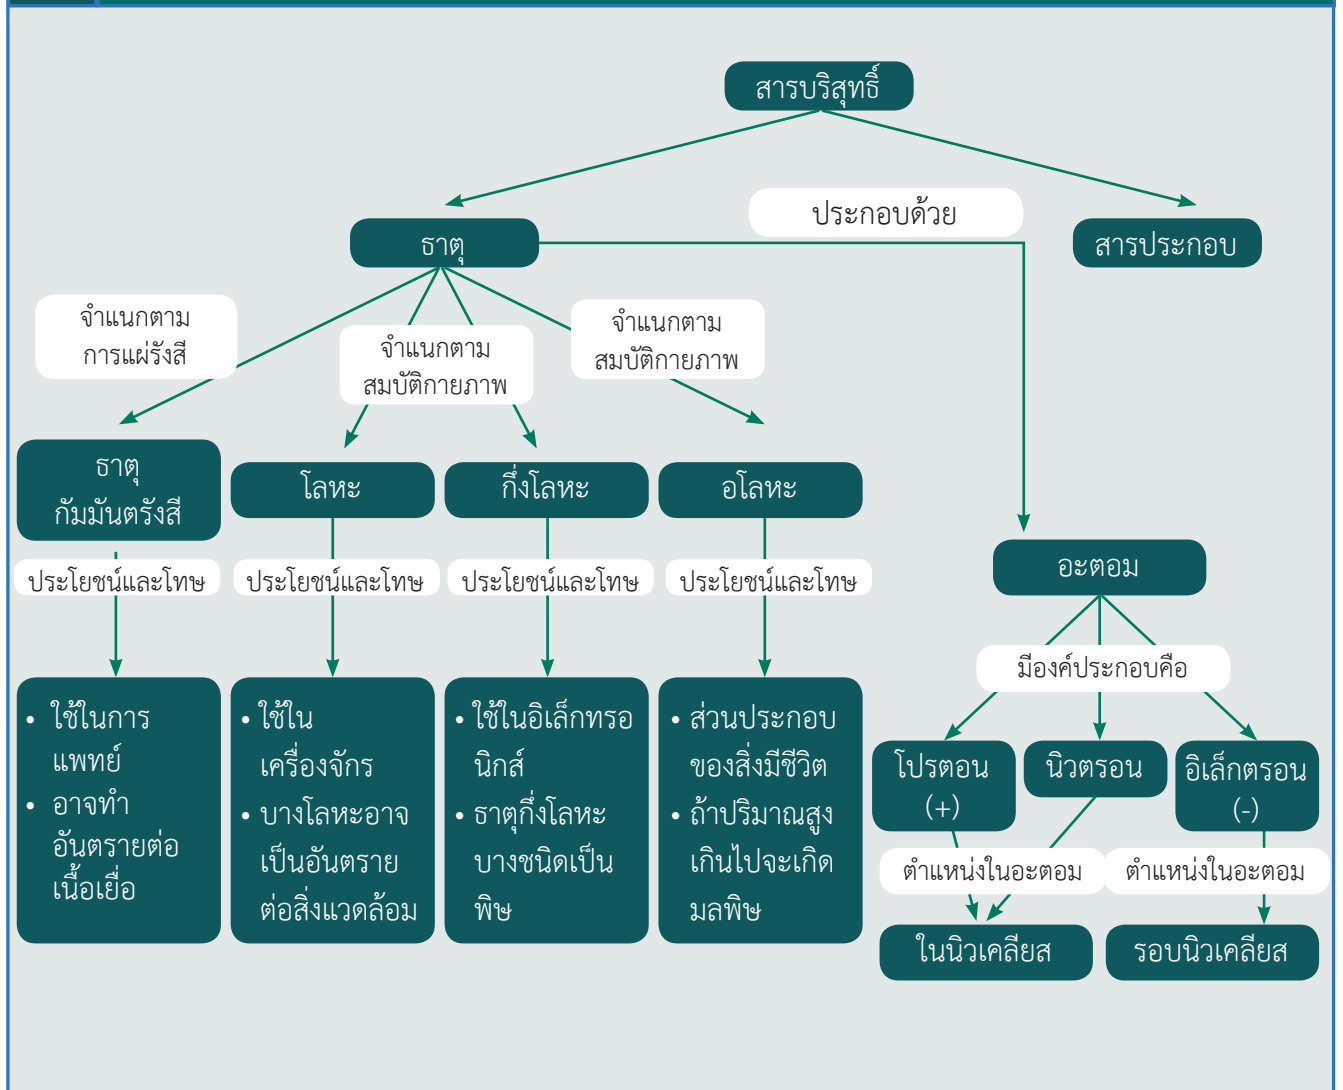 สารบริสุทธิ์
ประกอบด้วย
ธาตุ
สารประกอบ
จำแนกตาม
การแผ่รังสี
จำแนกตาม
สมบัติกายภาพ
จำแนกตาม
สมบัติกายภาพ
ธาตุ
กัมมันตรังสี
โลหะ
กึ่งโลหะ
อโลหะ
ประโยชน์และโทษ
ประโยชน์และโทษ
ประโยชน์และโทษ
ประโยชน์และโทษ
อะตอม
มีองค์ประกอบคือ
• ใช้ในการ
แพทย์
• อาจทำ
อันตรายต่อ
เนื้อเยื่อ
• ใช้ใน
เครื่องจักร
• บางโลหะอาจ
เป็นอันตราย
ต่อสิ่งแวดล้อม
• ใช้ในอิเล็กทรอ
นิกส์
• ธาตุกึ่งโลหะ
บางชนิดเป็น
พิษ
• ส่วนประกอบ
ของสิ่งมีชีวิต
• ถ้าปริมาณสูง
เกินไปจะเกิด
มลพิษ
โปรตอน
(+)
นิวตรอน
อิเล็กตรอน
(-)
ตำแหน่งในอะตอม
ตำแหน่งในอะตอม
ในนิวเคลียส
รอบนิวเคลียส